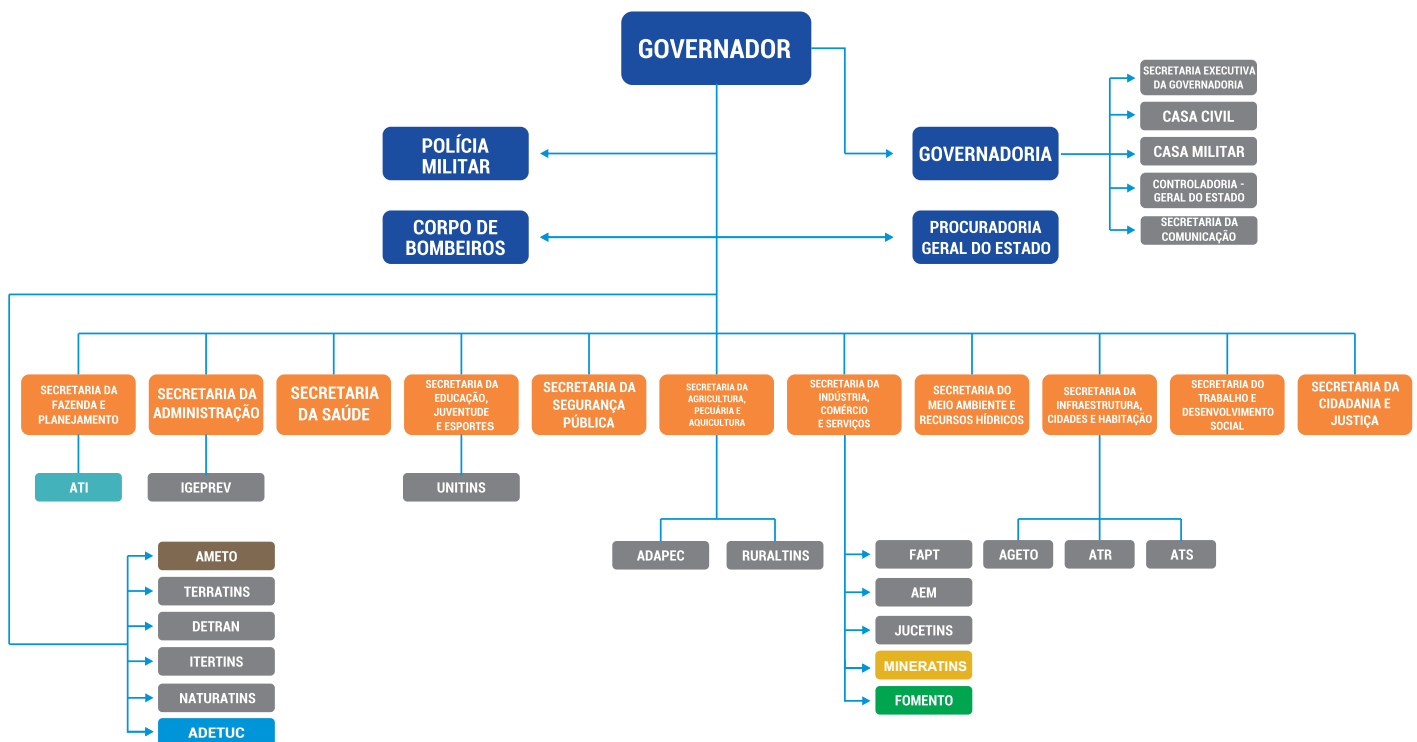 GOVERNADOR
SECRETARIA EXECUTIVA
DA GOVERNADORIA
CASA CIVIL
POLÍCIA
MILITAR
GOVERNADORIA
CASA MILITAR
CONTROLADORIA -
GERAL DO ESTADO
CORPO DE
BOMBEIROS
PROCURADORIA
GERAL DO ESTADO
SECRETARIA DA
COMUNICAÇÃO
SECRETARIA DA
FAZENDA E
PLANEJAMENTO
SECRETARIA DA
ADMINISTRAÇÃO
SECRETARIA
DA SAÚDE
SECRETARIA DA
EDUCAÇÃO,
JUVENTUDE
E ESPORTES
SECRETARIA DA
SEGURANÇA
PÚBLICA
SECRETARIA DA
AGRICULTURA,
PECUÁRIA E
AQUICULTURA
SECRETARIA DA
INDÚSTRIA,
COMÉRCIO
E SERVIÇOS
SECRETARIA DO
MEIO AMBIENTE E
RECURSOS HÍDRICOS
SECRETARIA DA
INFRAESTRUTURA,
CIDADES E HABITAÇÃO
SECRETARIA DO
TRABALHO E
DESENVOLVIMENTO
SOCIAL
SECRETARIA DA
CIDADANIA E
JUSTIÇA
ATI
IGEPREV
UNITINS
ADAPEC
RURALTINS
FAPT
AEM
JUCETINS
MINERATINS
FOMENTO
AGETO
ATR
ATS
AMETO
TERRATINS
DETRAN
ITERTINS
NATURATINS
ADETUC